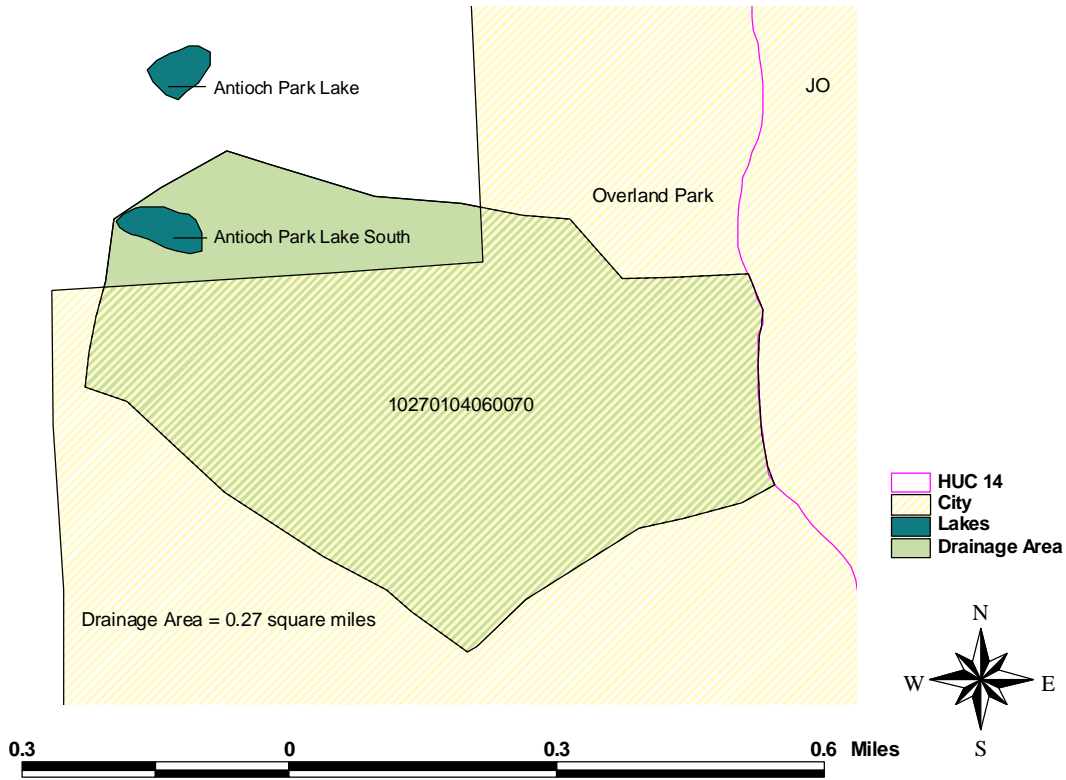 Antioch Park Lake
JO
Overland Park
Antioch Park Lake South
10270104060070
HUC 14
City
Lakes
Drainage Area
Drainage Area = 0.27 square miles
N
W E
S
0.3 0 0.3 0.6 Miles